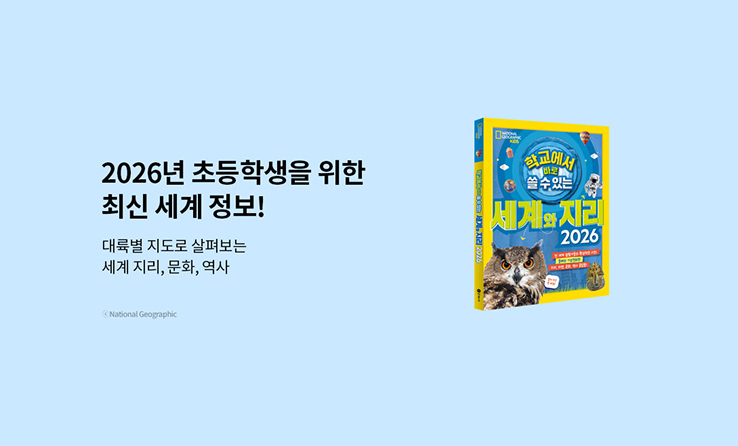 2026년 초등학생을 위한
최신 세계 정보!
대륙별 지도로 살펴보는
세계 지리, 문화, 역사
National Geographic
NATIONAL GEOGRAPHIC KIDS
학교에서
바로
쓸 수 있는
세계와 지리
2026